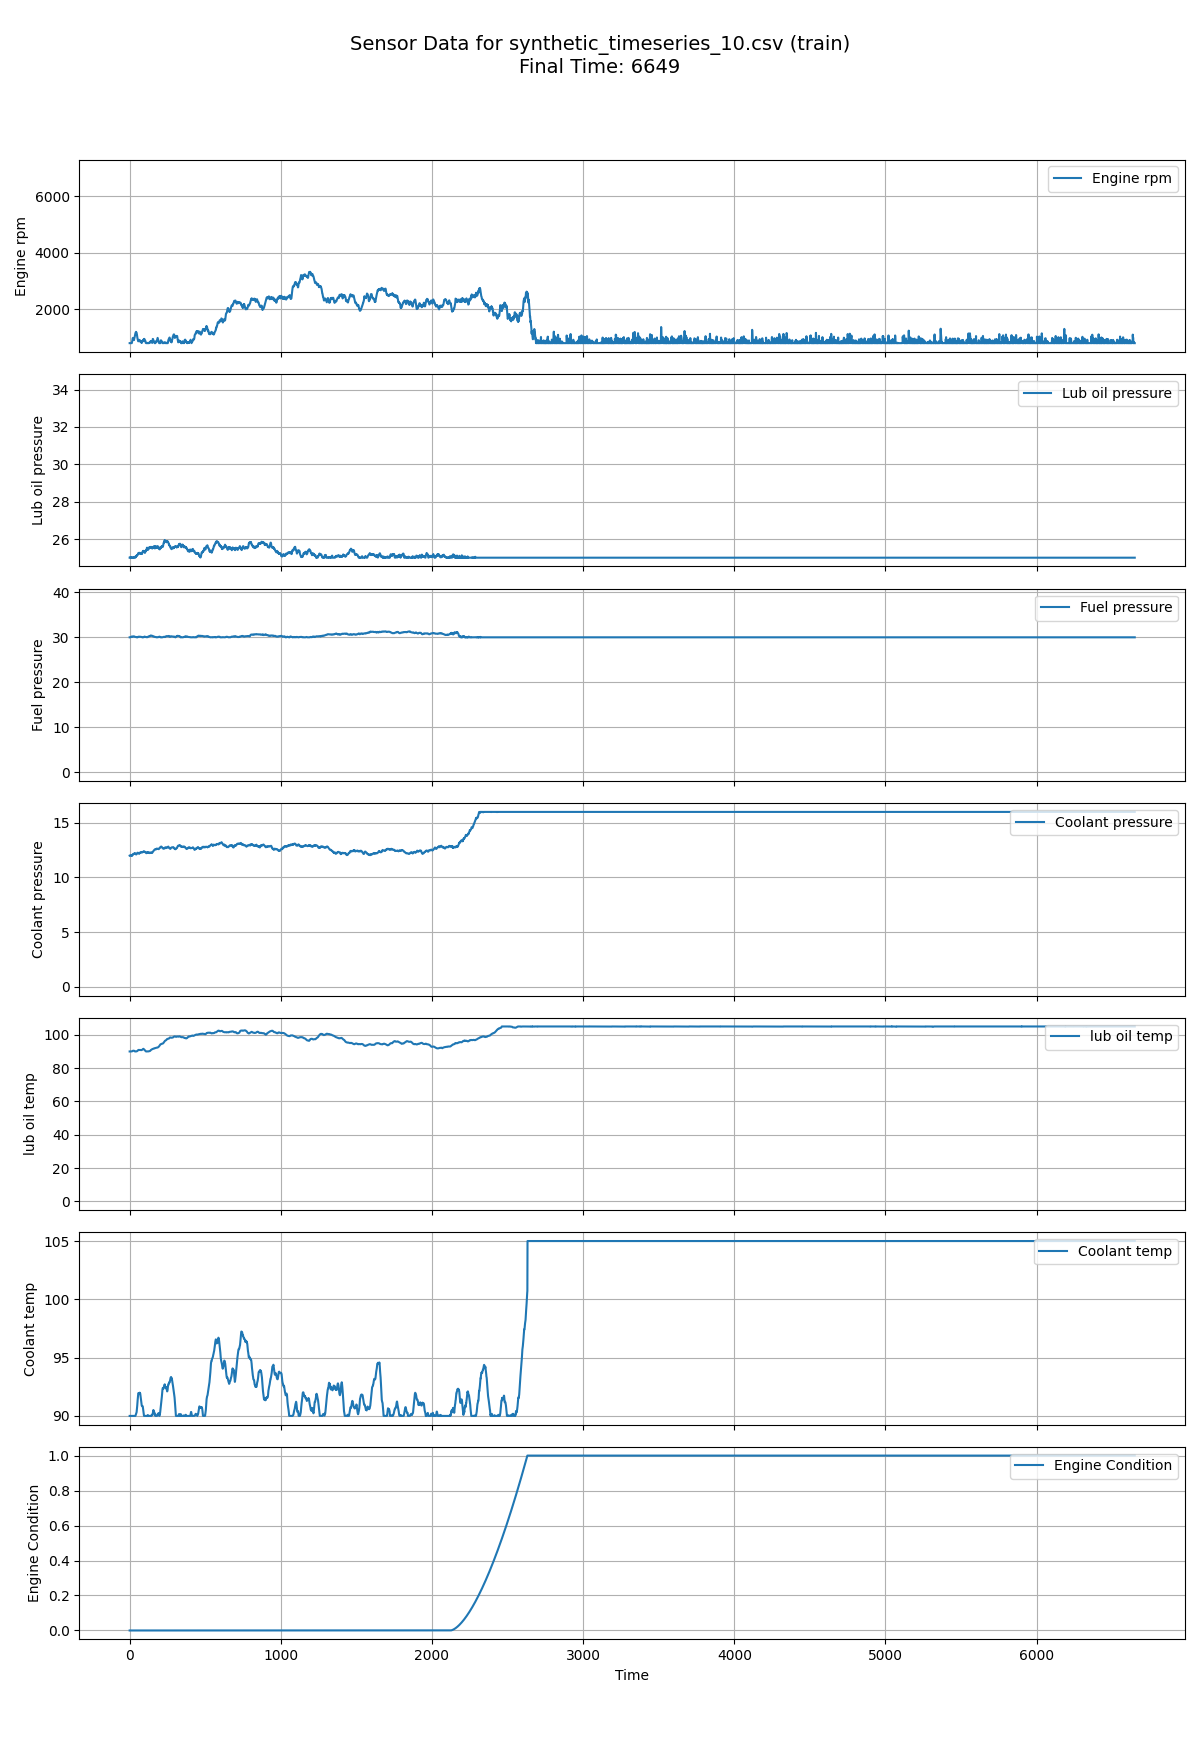 Sensor Data for synthetic_timeseries_10.csv (train)
Final Time: 6649
Engine rpm
6000
4000
2000
Engine rpm
Lub oil pressure
34
32
30
28
26
Lub oil pressure
Fuel pressure
40
30
20
10
0
Fuel pressure
Coolant pressure
15
10
5
0
Coolant pressure
lub oil temp
100
80
60
40
20
0
lub oil temp
Coolant temp
105
100
95
90
Coolant temp
Engine Condition
1.0
0.8
0.6
0.4
0.2
0.0
Engine Condition
0 1000 2000 3000 4000 5000 6000
Time